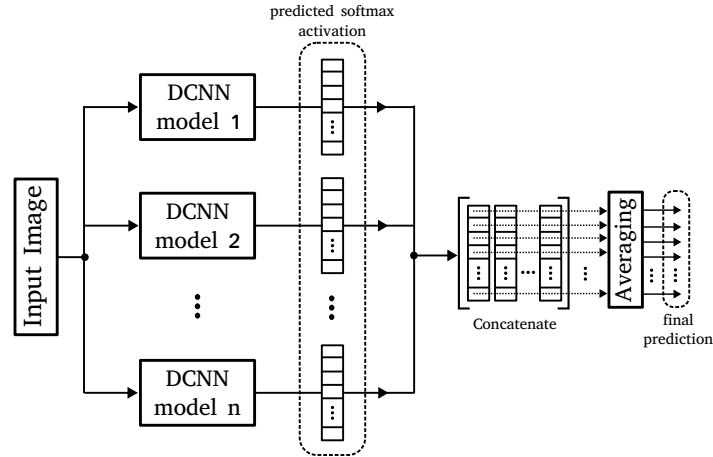 predicted softmax
activation
DCNN
model 1
DCNN
model 2
DCNN
model n
Input Image
Concatenate
Averaging
final
prediction